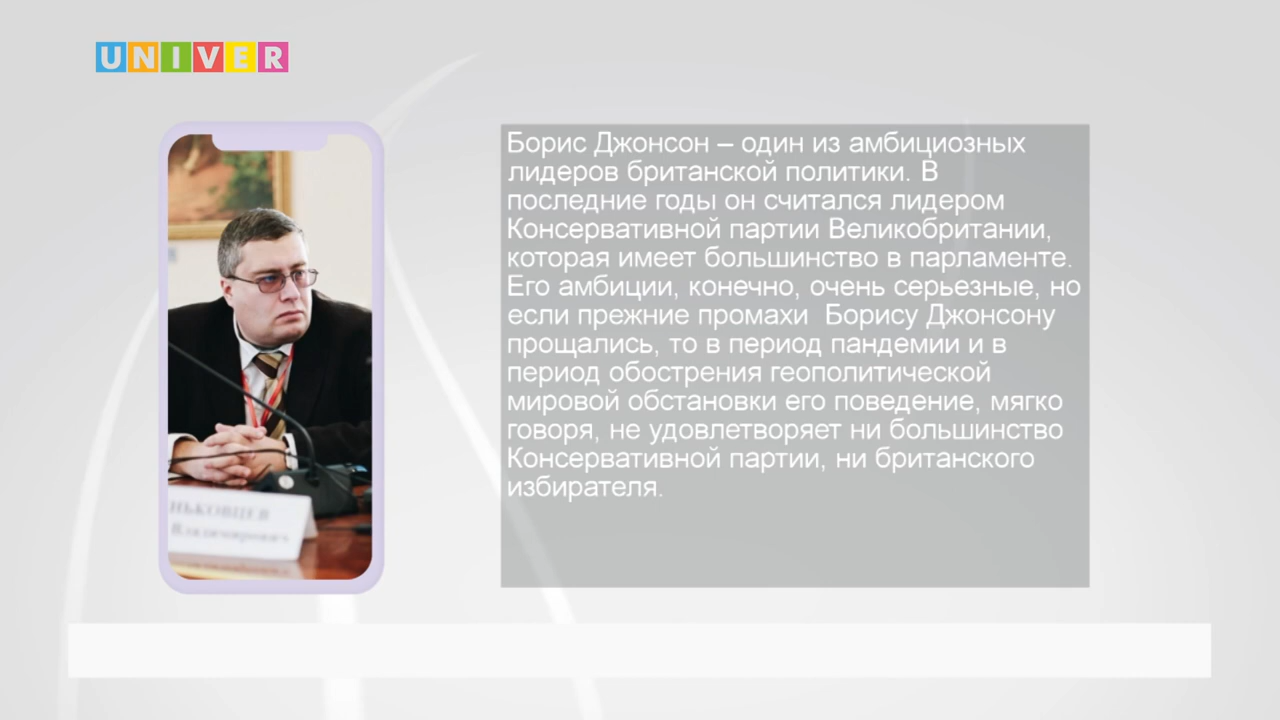 UNIVER
Борис Джонсон – один из амбициозных
лидеров британской политики. В
последние годы он считался лидером
Консервативной партии Великобритании,
которая имеет большинство в парламенте.
Его амбиции, конечно, очень серьезные, но
если прежние промахи  Борису Джонсону
прощались, то в период пандемии и в
период обострения геополитической
мировой обстановки его поведение, мягко
говоря, не удовлетворяет ни большинство
Консервативной партии, ни британского
избирателя.
НЬКОВЦЕВ
Владимирович